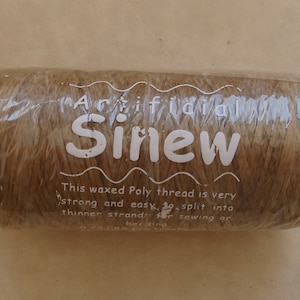 Artificial
Sinew
This waxed Poly thread is very
strong and easy to split into
thinner strands for sewing or
beading